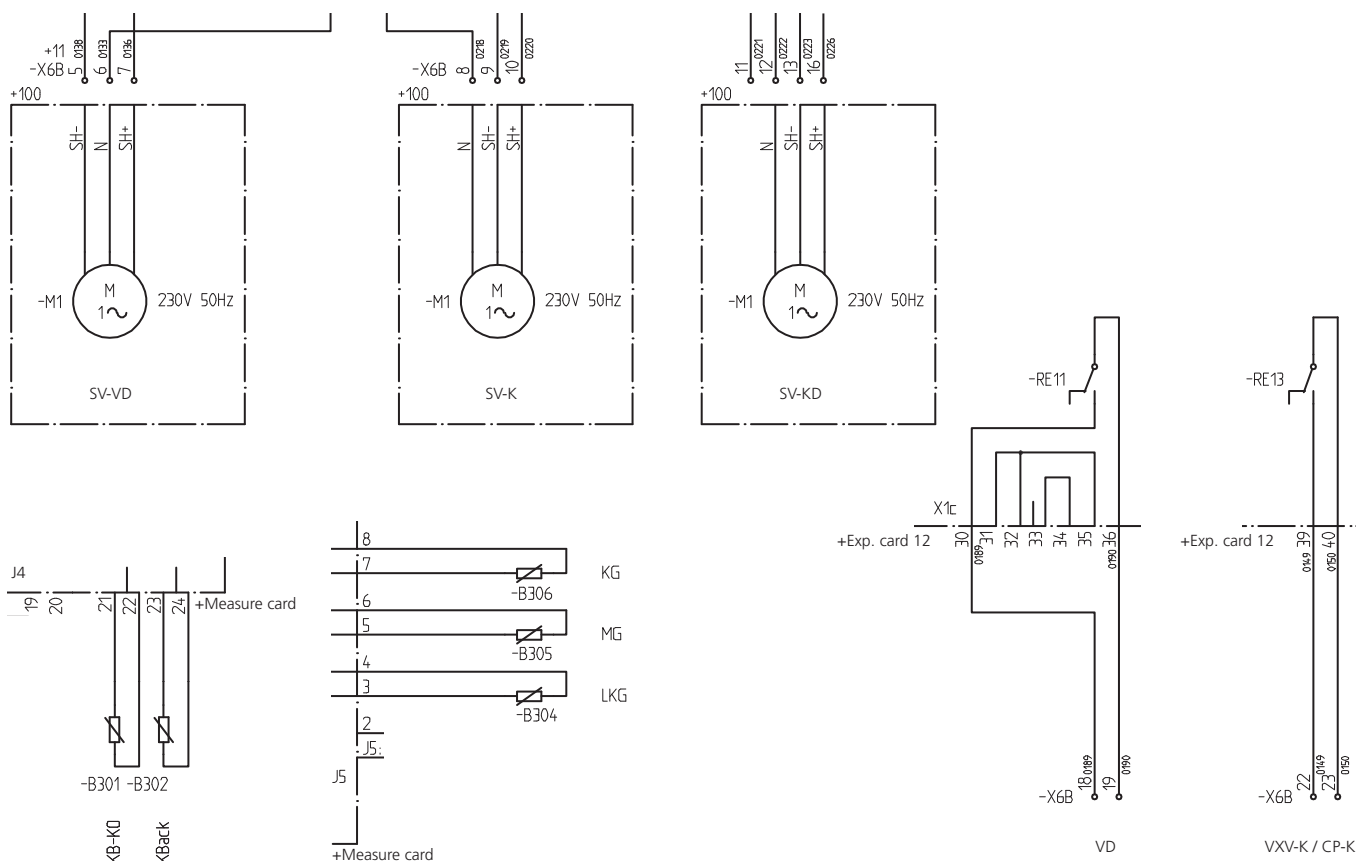 +11
-X6B
5
0138
6
0133
7
0136
+100
SH-
N
SH+
-M1
M
1
230V 50Hz
SV-VD
-X6B
8
0218
9
0219
10
0220
+100
N
SH-
SH+
-M1
M
1
230V 50Hz
SV-K
11
0221
12
0222
13
0223
16
0226
+100
N
SH-
SH+
-M1
M
1
230V 50Hz
SV-KD
J4
19
20
21
22
23
24
+Measure card
-B301
-B302
KB-KD
KBack
8
7
KG
-B306
6
5
MG
-B305
4
3
LKG
-B304
2
J5:
J5
+Measure card
-RE11
X1c
+Exp. card 12
30
0189
31
32
33
34
35
36
0190
-X6B
18
0189
19
0190
VD
-RE13
+Exp. card 12
39
0149
40
0150
-X6B
22
0149
23
0150
VXV-K / CP-K